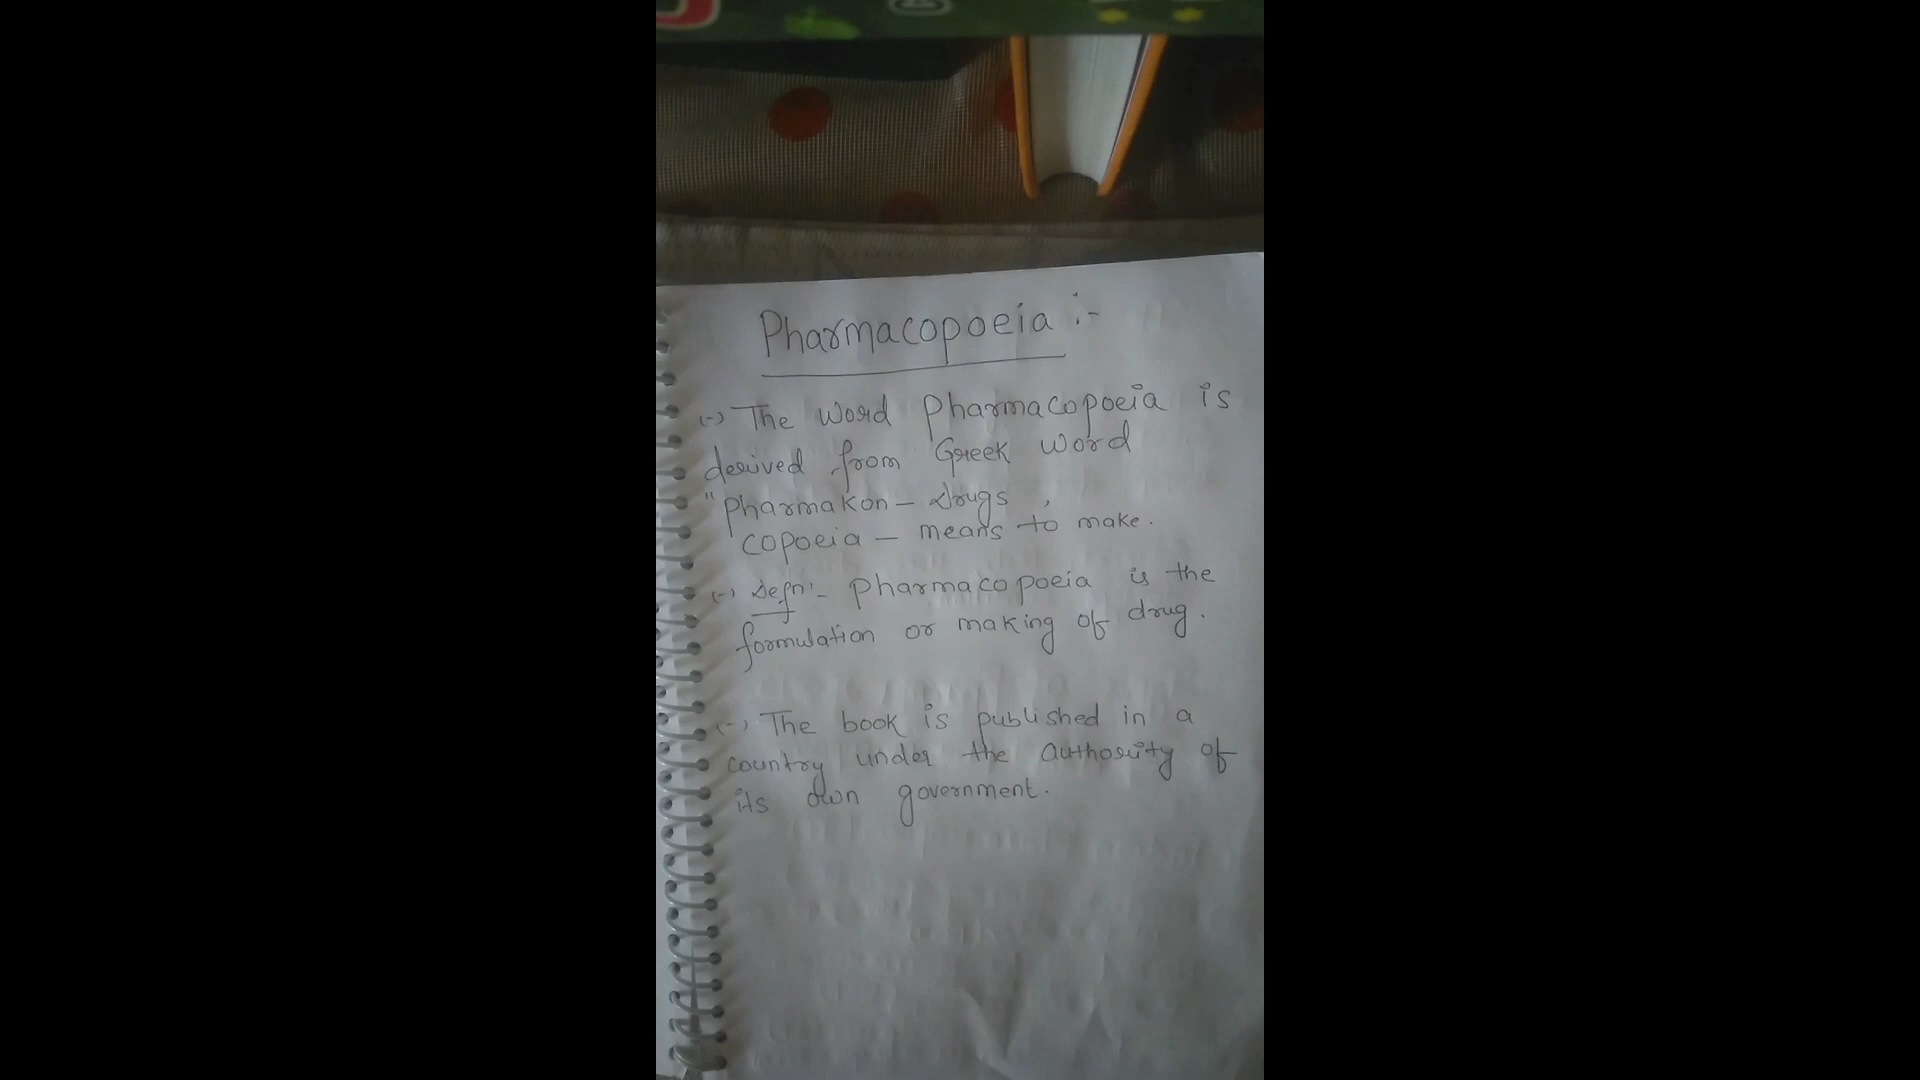 Pharmacopoeia :-
(-) The word Pharmacopoeia is
derived from Greek word
"Pharmakon - drugs ,
copoeia - means to make.
(-) Defn:- Pharmacopoeia is the
formulation or making of drug.
(-) The book is published in a
country under the authority of
its own government.